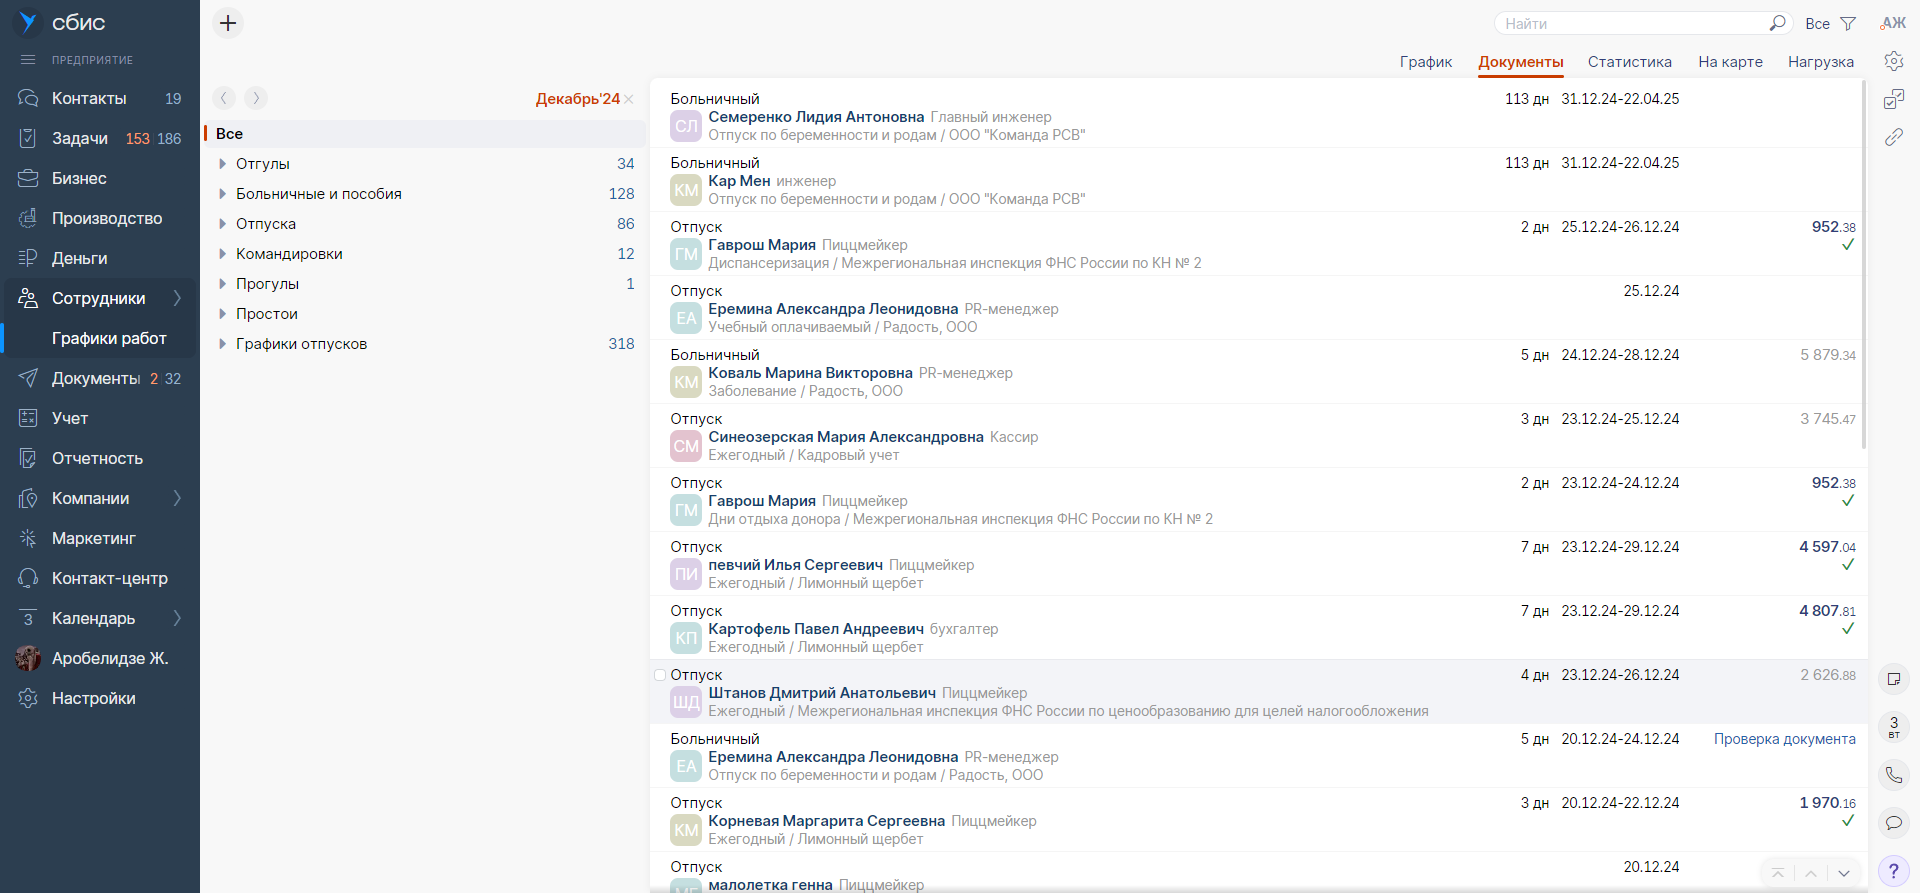 сбис
ПРЕДПРИЯТИЕ
Контакты 19
Задачи 153 186
Бизнес
Производство
Деньги
Сотрудники
Графики работ
Документы 2 32
Учет
Отчетность
Компании
Маркетинг
Контакт-центр
3 Календарь
Аробелидзе Ж.
Настройки
Найти
Все
АЖ
График Документы Статистика На карте Нагрузка
Декабрь'24
Все
Отгулы 34
Больничные и пособия 128
Отпуска 86
Командировки 12
Прогулы 1
Простои
Графики отпусков 318
Больничный 113 дн 31.12.24-22.04.25
СЛ Семеренко Лидия Антоновна Главный инженер
Отпуск по беременности и родам / ООО "Команда РСВ"
Больничный 113 дн 31.12.24-22.04.25
КМ Кар Мен инженер
Отпуск по беременности и родам / ООО "Команда РСВ"
Отпуск 2 дн 25.12.24-26.12.24 952.38
ГМ Гаврош Мария Пиццмейкер
Диспансеризация / Межрегиональная инспекция ФНС России по КН № 2
Отпуск 25.12.24
ЕА Еремина Александра Леонидовна PR-менеджер
Учебный оплачиваемый / Радость, ООО
Больничный 5 дн 24.12.24-28.12.24 5 879.34
КМ Коваль Марина Викторовна PR-менеджер
Заболевание / Радость, ООО
Отпуск 3 дн 23.12.24-25.12.24 3 745.47
СМ Синеозерская Мария Александровна Кассир
Ежегодный / Кадровый учет
Отпуск 2 дн 23.12.24-24.12.24 952.38
ГМ Гаврош Мария Пиццмейкер
Дни отдыха донора / Межрегиональная инспекция ФНС России по КН № 2
Отпуск 7 дн 23.12.24-29.12.24 4 597.04
ПИ певчий Илья Сергеевич Пиццмейкер
Ежегодный / Лимонный щербет
Отпуск 7 дн 23.12.24-29.12.24 4 807.81
КП Картофель Павел Андреевич бухгалтер
Ежегодный / Лимонный щербет
Отпуск 4 дн 23.12.24-26.12.24 2 626.88
ШД Штанов Дмитрий Анатольевич Пиццмейкер
Ежегодный / Межрегиональная инспекция ФНС России по ценообразованию для целей налогообложения
Больничный 5 дн 20.12.24-24.12.24 Проверка документа
ЕА Еремина Александра Леонидовна PR-менеджер
Отпуск по беременности и родам / Радость, ООО
Отпуск 3 дн 20.12.24-22.12.24 1 970.16
КМ Корневая Маргарита Сергеевна Пиццмейкер
Ежегодный / Лимонный щербет
Отпуск 20.12.24
малолетка генна Пиццмейкер
3
вт
?